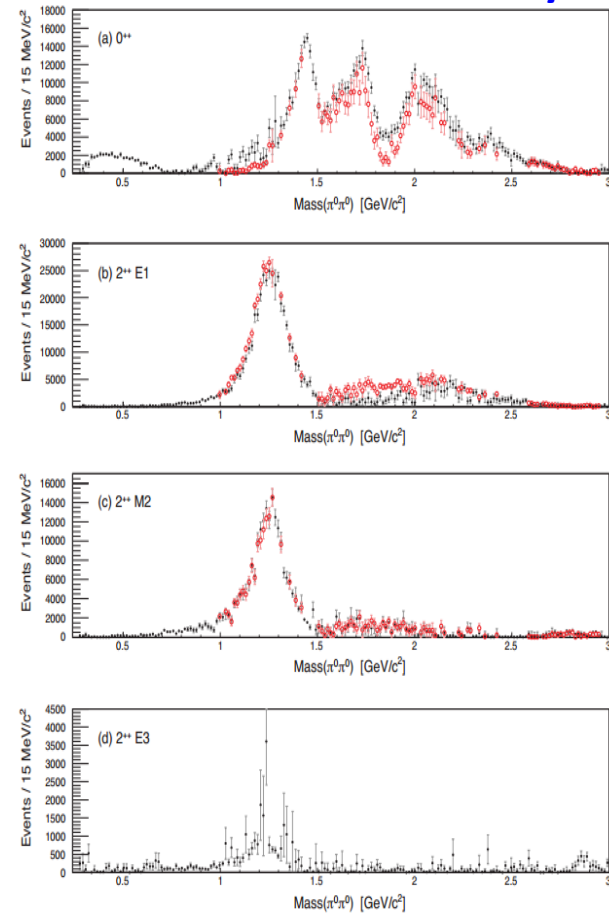 18000
16000
14000
12000
10000
8000
6000
4000
2000
0
Events / 15 MeV/c²
(a) 0⁺⁺
0.5 1 1.5 2 2.5 3
Mass(π⁰π⁰) [GeV/c²]
30000
25000
20000
15000
10000
5000
0
Events / 15 MeV/c²
(b) 2⁺⁺ E1
0.5 1 1.5 2 2.5 3
Mass(π⁰π⁰) [GeV/c²]
16000
14000
12000
10000
8000
6000
4000
2000
0
Events / 15 MeV/c²
(c) 2⁺⁺ M2
0.5 1 1.5 2 2.5 3
Mass(π⁰π⁰) [GeV/c²]
4500
4000
3500
3000
2500
2000
1500
1000
500
0
Events / 15 MeV/c²
(d) 2⁺⁺ E3
0.5 1 1.5 2 2.5 3
Mass(π⁰π⁰) [GeV/c²]